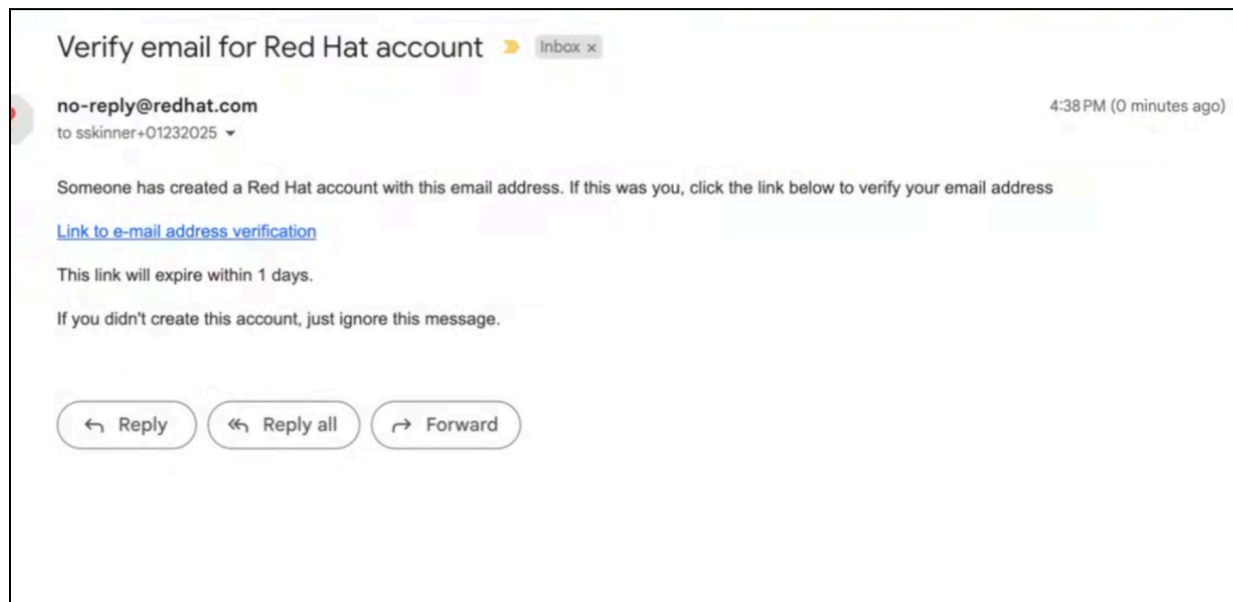 Verify email for Red Hat account Inbox ×
no-reply@redhat.com 4:38 PM (0 minutes ago)
to sskinner+01232025
Someone has created a Red Hat account with this email address. If this was you, click the link below to verify your email address
Link to e-mail address verification
This link will expire within 1 days.
If you didn't create this account, just ignore this message.
Reply Reply all Forward